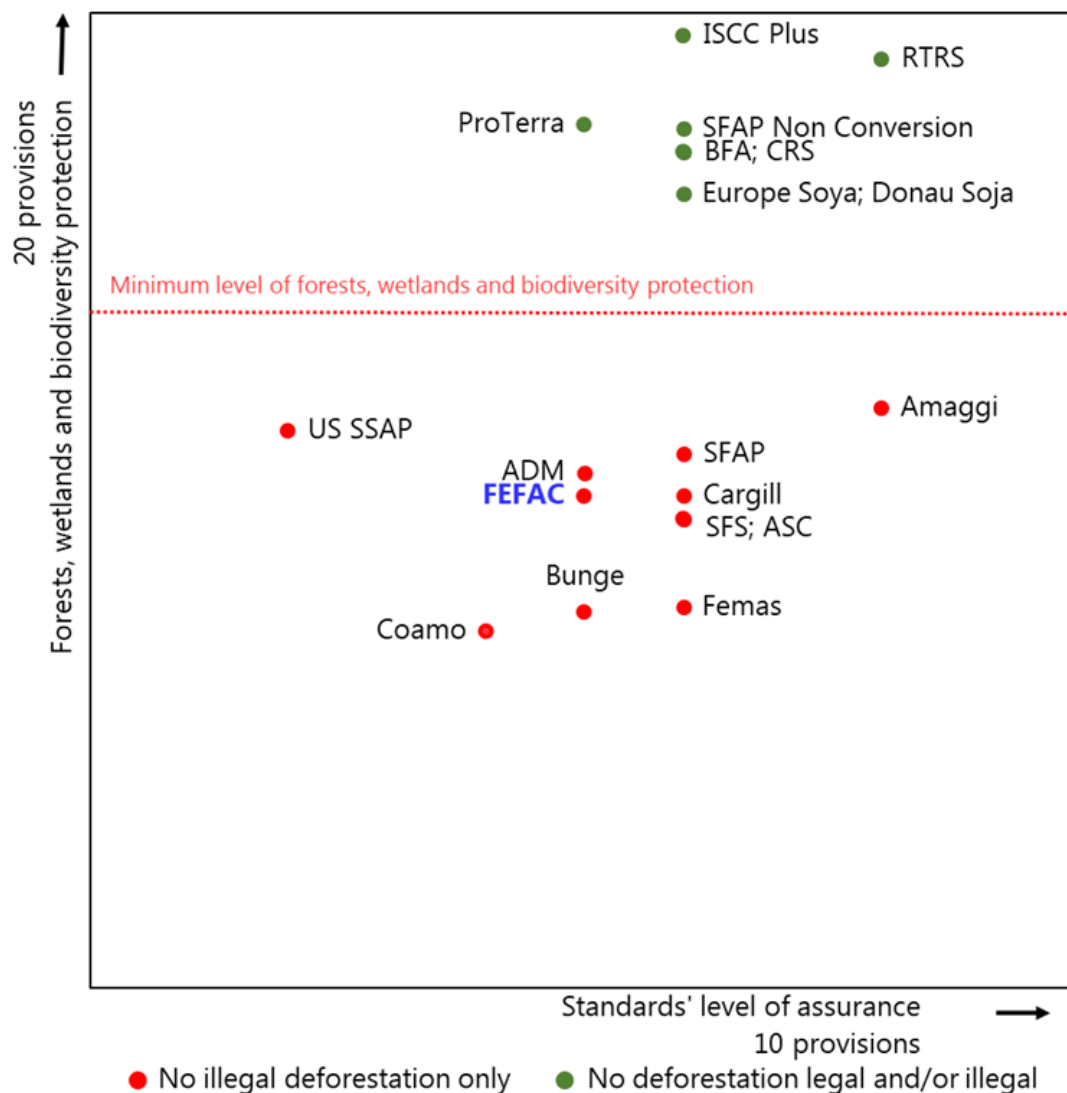 20 provisions
Forests, wetlands and biodiversity protection
ISCC Plus
RTRS
ProTerra
SFAP Non Conversion
BFA; CRS
Europe Soya; Donau Soja
Minimum level of forests, wetlands and biodiversity protection
Amaggi
US SSAP
SFAP
ADM
FEFAC
Cargill
SFS; ASC
Bunge
Femas
Coamo
Standards' level of assurance
10 provisions
No illegal deforestation only
No deforestation legal and/or illegal